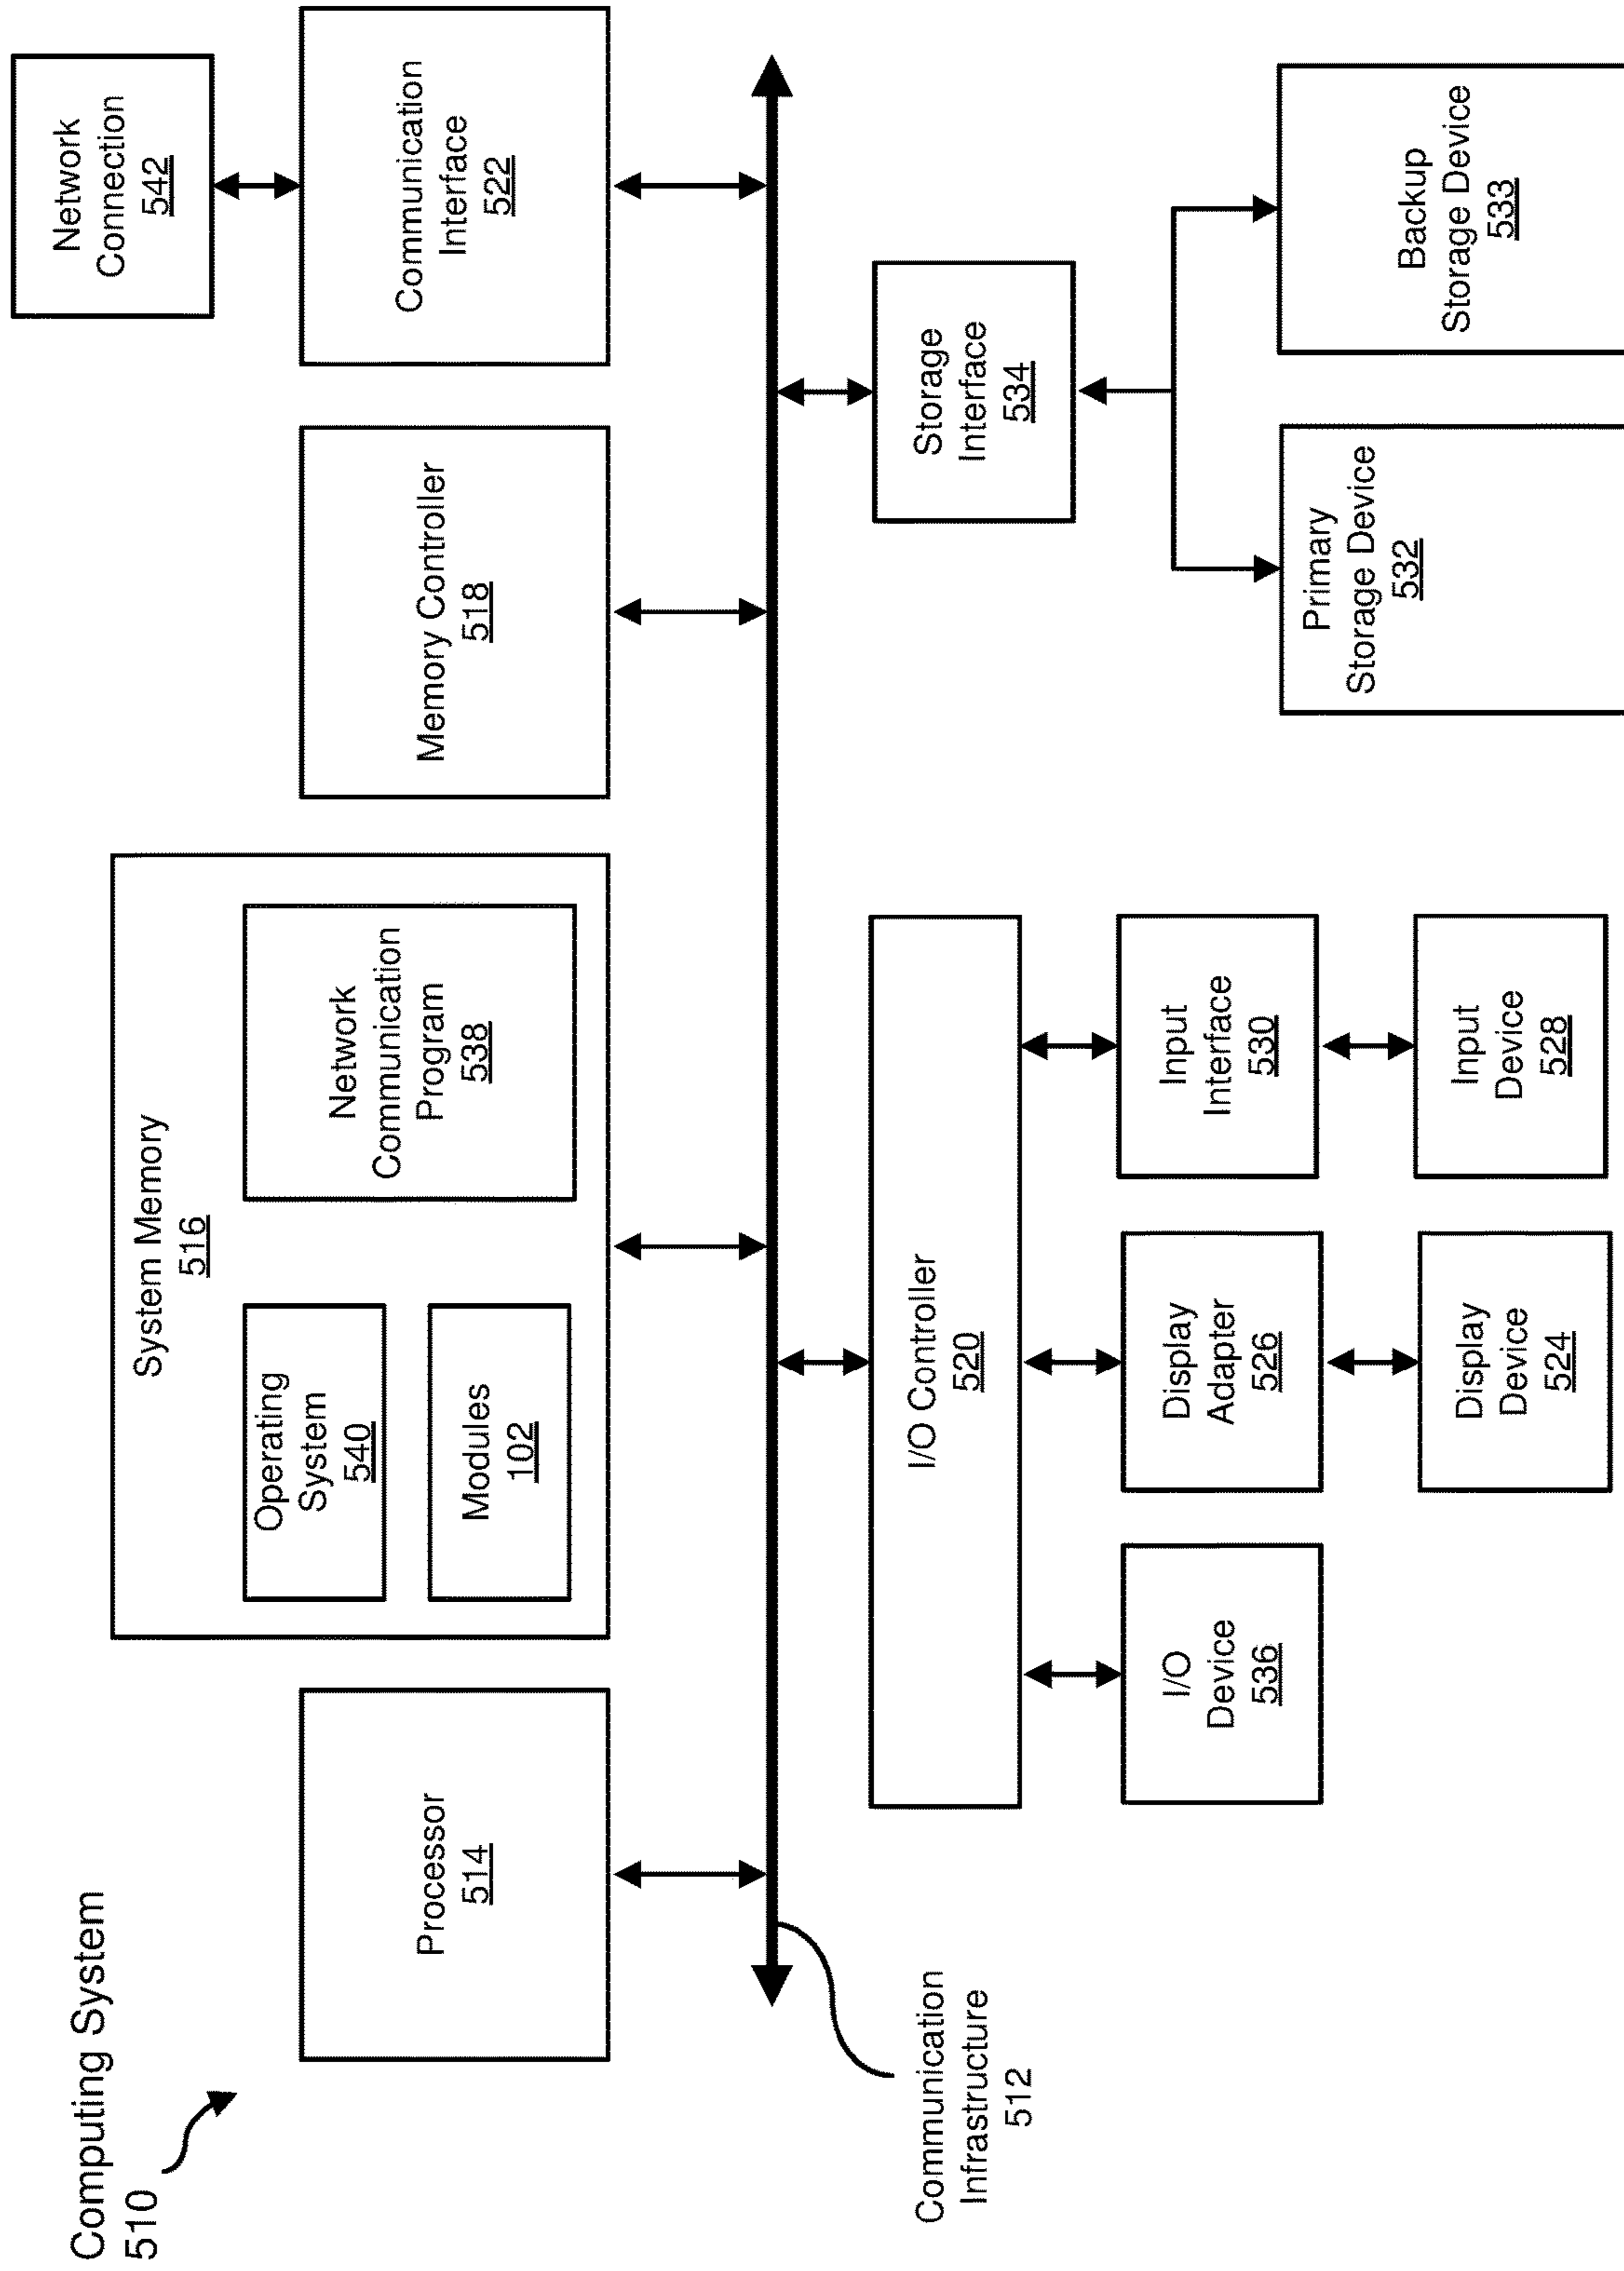 Computing System
510
Processor
514
System Memory
516
Operating
System
540
Modules
102
Network
Communication
Program
538
Memory Controller
518
Communication
Interface
522
Network
Connection
542
Communication
Infrastructure
512
I/O Controller
520
I/O
Device
536
Display
Adapter
526
Input
Interface
530
Display
Device
524
Input
Device
528
Storage
Interface
534
Primary
Storage Device
532
Backup
Storage Device
533